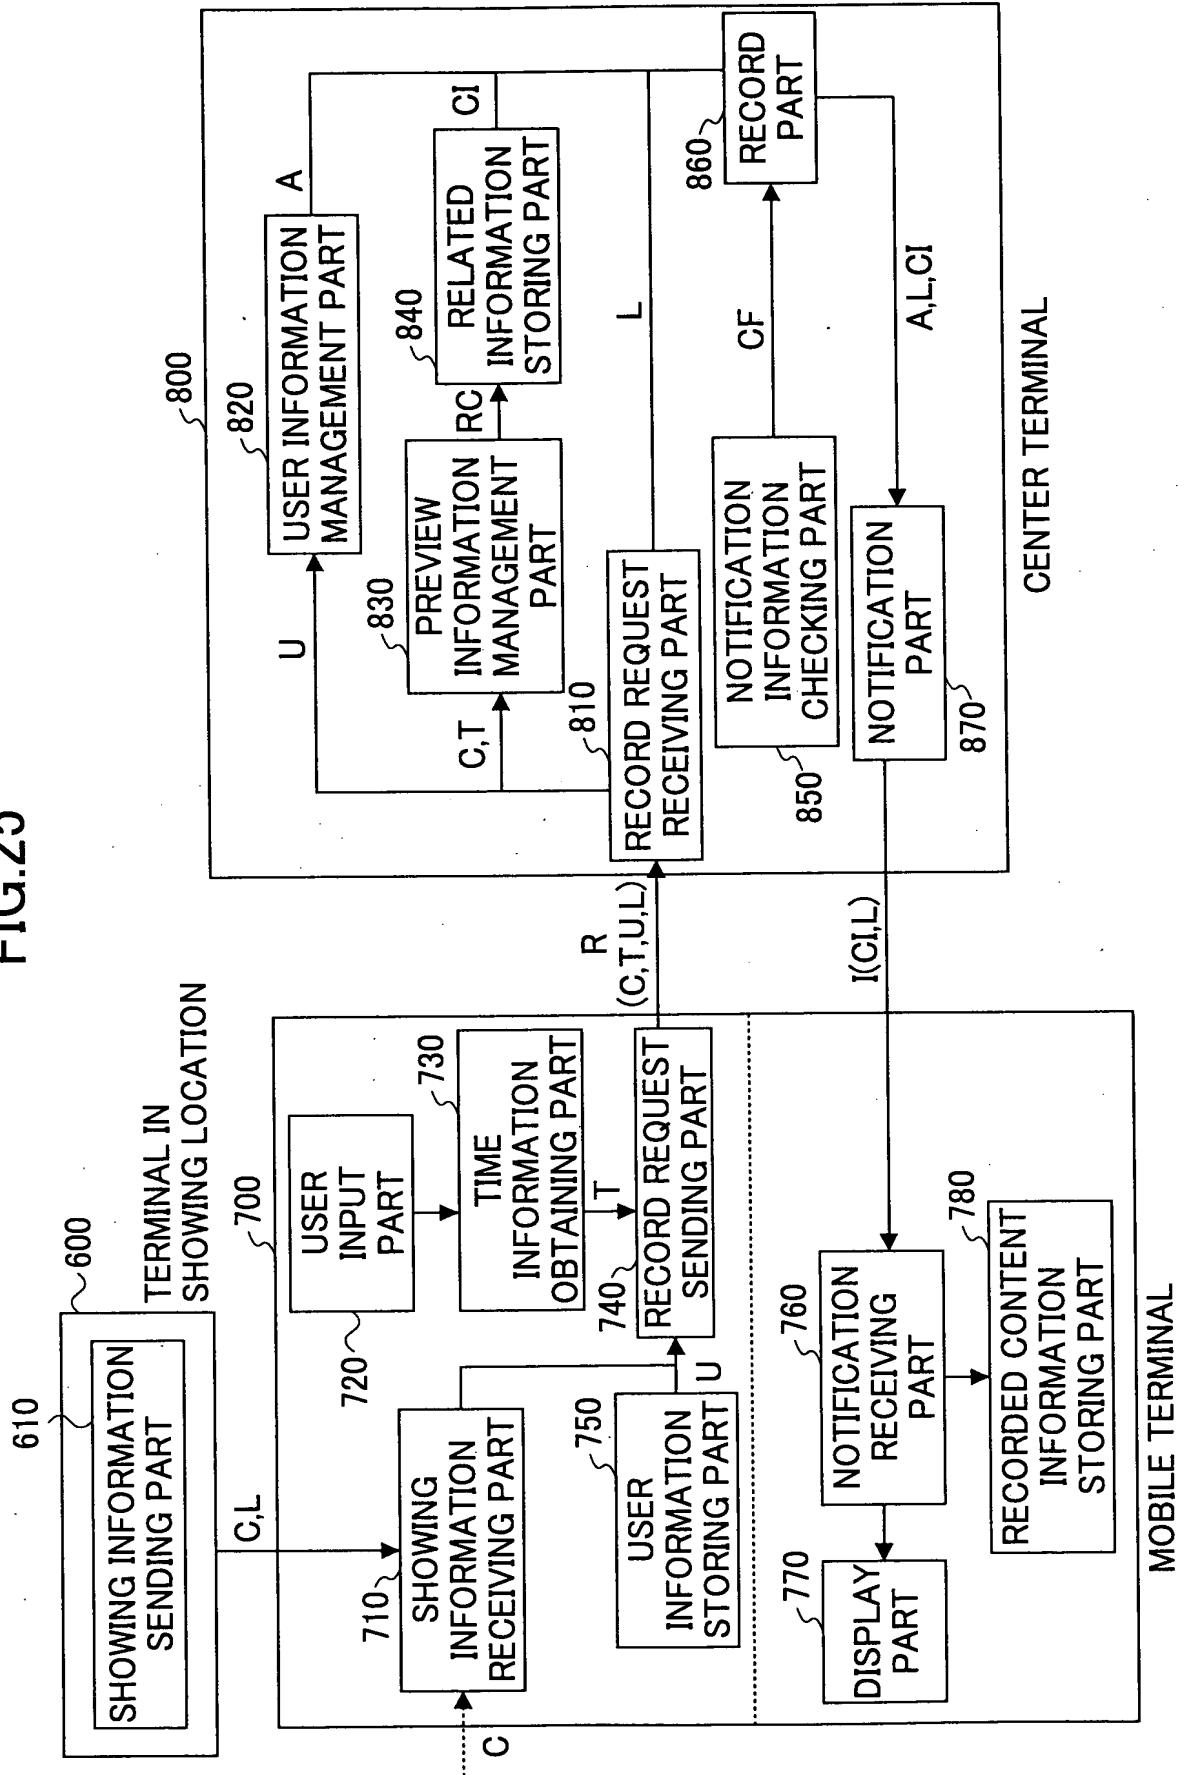 FIG.25
600
610
SHOWING INFORMATION
SENDING PART
TERMINAL IN
SHOWING LOCATION
C,L
C
700
710
SHOWING
INFORMATION
RECEIVING PART
720
USER
INPUT
PART
730
TIME
INFORMATION
OBTAINING PART
T
740
RECORD REQUEST
SENDING PART
750
USER
INFORMATION
STORING PART
U
760
NOTIFICATION
RECEIVING
PART
770
DISPLAY
PART
780
RECORDED CONTENT
INFORMATION
STORING PART
MOBILE TERMINAL
R
(C,T,U,L)
I(CI,L)
800
810
RECORD REQUEST
RECEIVING PART
U
C,T
820
USER INFORMATION
MANAGEMENT PART
A
830
PREVIEW
INFORMATION
MANAGEMENT
PART
RC
840
RELATED
INFORMATION
STORING PART
CI
L
850
NOTIFICATION
INFORMATION
CHECKING PART
CF
860
RECORD
PART
A,L,CI
870
NOTIFICATION
PART
CENTER TERMINAL